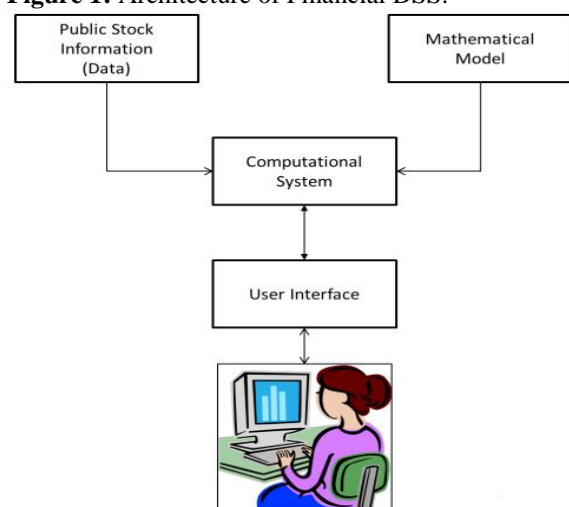 Figure 1: Architecture of Financial DSS.
Public Stock
Information
(Data)
Mathematical
Model
Computational
System
User Interface